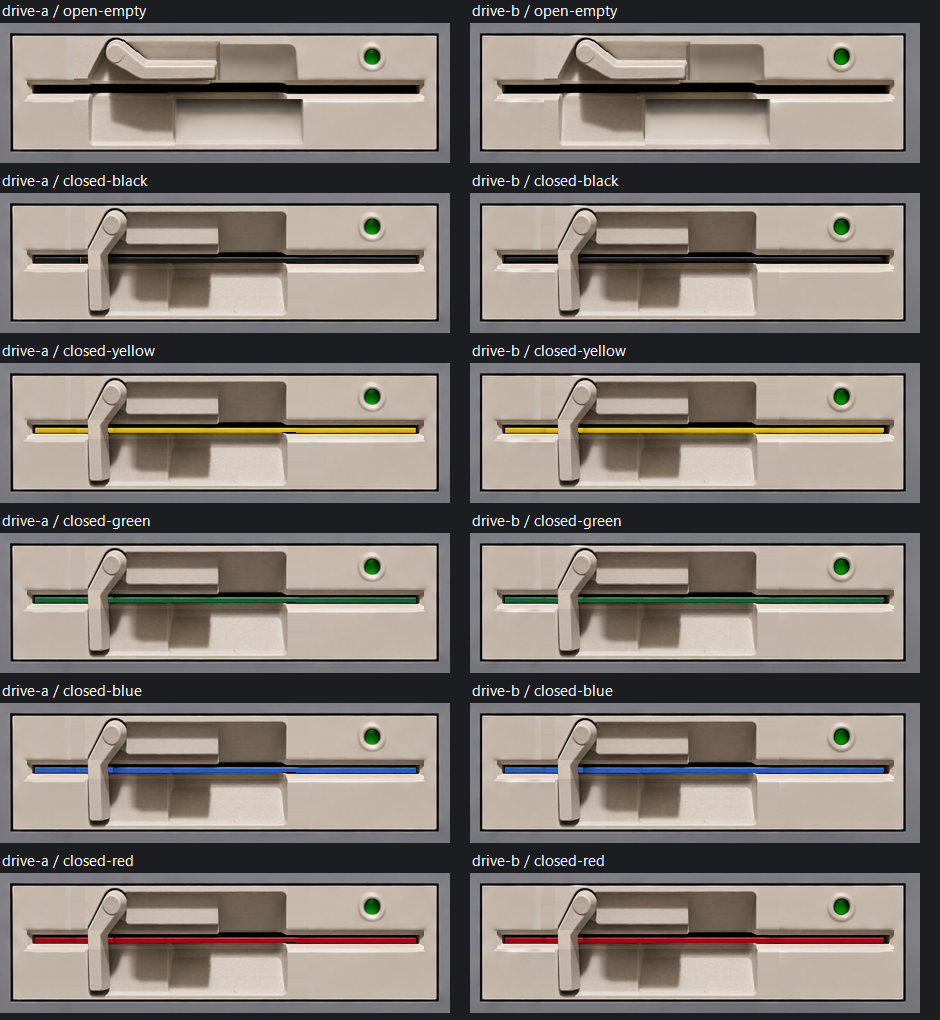 drive-a / open-empty
drive-b / open-empty
drive-a / closed-black
drive-b / closed-black
drive-a / closed-yellow
drive-b / closed-yellow
drive-a / closed-green
drive-b / closed-green
drive-a / closed-blue
drive-b / closed-blue
drive-a / closed-red
drive-b / closed-red